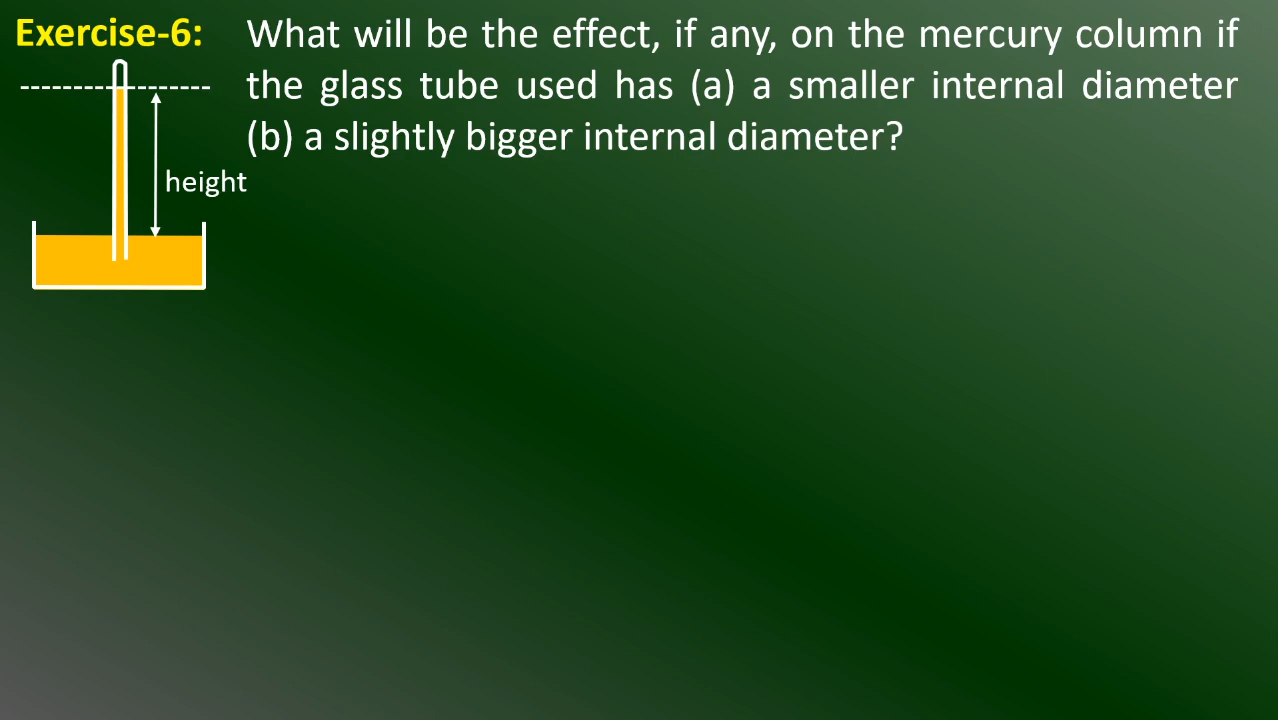 Exercise-6: What will be the effect, if any, on the mercury column if
the glass tube used has (a) a smaller internal diameter
(b) a slightly bigger internal diameter?
height